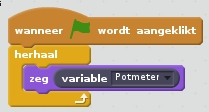 wanneer wordt aangeklikt
herhaal
zeg variable Potmeter